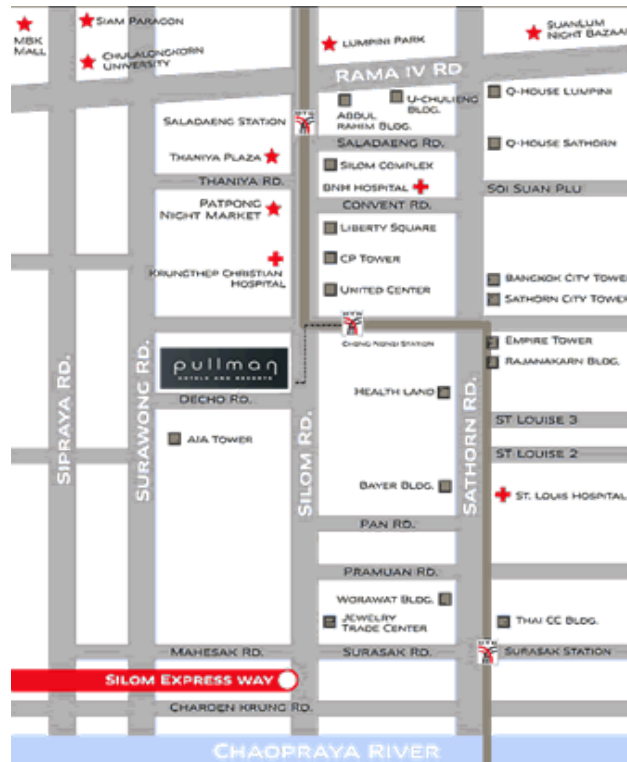 MBK
MALL
SIAM PARAGON
CHULALONGKORN
UNIVERSITY
LUMPINI PARK
SUANLUM
NIGHT BAZAAR
RAMA IV RD
SALADAENG STATION
BTS
ABDUL
RAHIM BLDG.
U-CHULIENG
BLDG.
Q-HOUSE LUMPINI
SALADAENG RD.
Q-HOUSE SATHORN
THANIYA PLAZA
SILOM COMPLEX
THANIYA RD.
BNH HOSPITAL
SOI SUAN PLU
CONVENT RD.
PATPONG
NIGHT MARKET
LIBERTY SQUARE
KRUNGTHEP CHRISTIAN
HOSPITAL
CP TOWER
UNITED CENTER
BANGKOK CITY TOWER
SATHORN CITY TOWER
BTS
CHONG NONSI STATION
EMPIRE TOWER
RAJANAKARN BLDG.
pullman
HOTELS AND RESORTS
DECHO RD.
HEALTH LAND
SIPRAYA RD.
SURAWONG RD.
SILOM RD.
SATHORN RD.
ST LOUISE 3
AIA TOWER
ST LOUISE 2
BAYER BLDG.
ST. LOUIS HOSPITAL
PAN RD.
PRAMUAN RD.
WORAWAT BLDG.
JEWELRY
TRADE CENTER
THAI CC BLDG.
MAHESAK RD.
SURASAK RD.
BTS
SURASAK STATION
SILOM EXPRESS WAY
CHAROEN KRUNG RD.
CHAOPRAYA RIVER